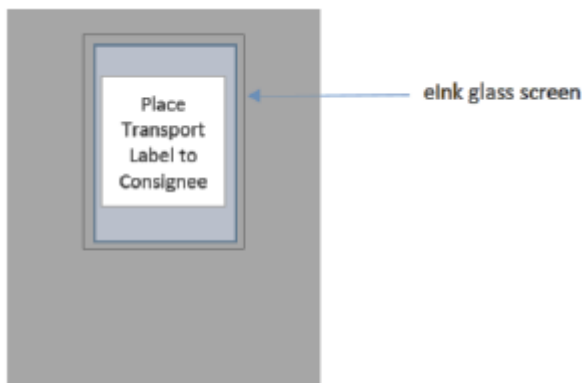 Place
Transport
Label to
Consignee
eInk glass screen